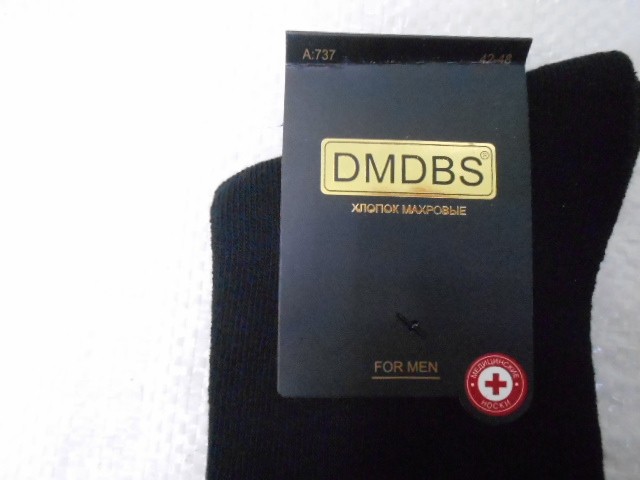 A:737
42-48
DMDBS®
ХЛОПОК МАХРОВЫЕ
FOR MEN
МЕДИЦИНСКИЕ
НОСКИ